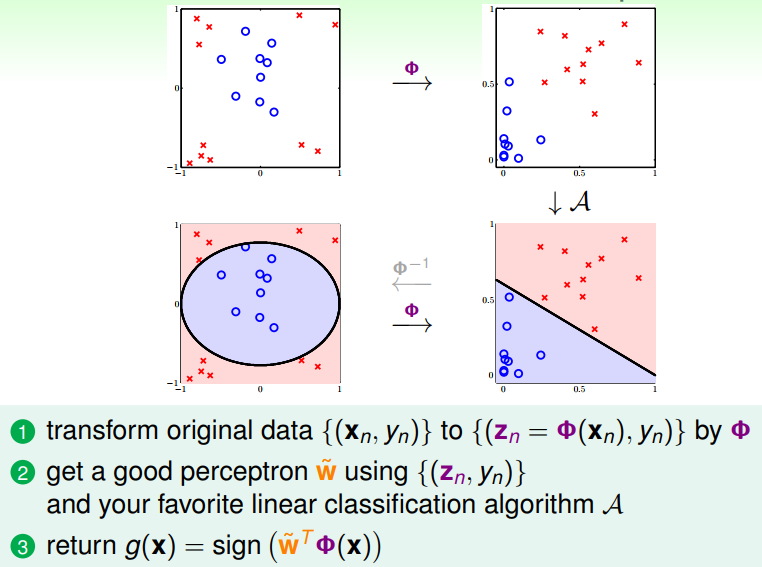 1
0
−1
−1 0 1
Φ
1
0.5
0
0 0.5 1
↓ 𝒜
1
0
−1
−1 0 1
Φ⁻¹
Φ
1
0.5
0
0 0.5 1
1 transform original data {(xₙ, yₙ)} to {(zₙ = Φ(xₙ), yₙ)} by Φ
2 get a good perceptron w̃ using {(zₙ, yₙ)}
and your favorite linear classification algorithm 𝒜
3 return g(x) = sign (w̃ᵀΦ(x))